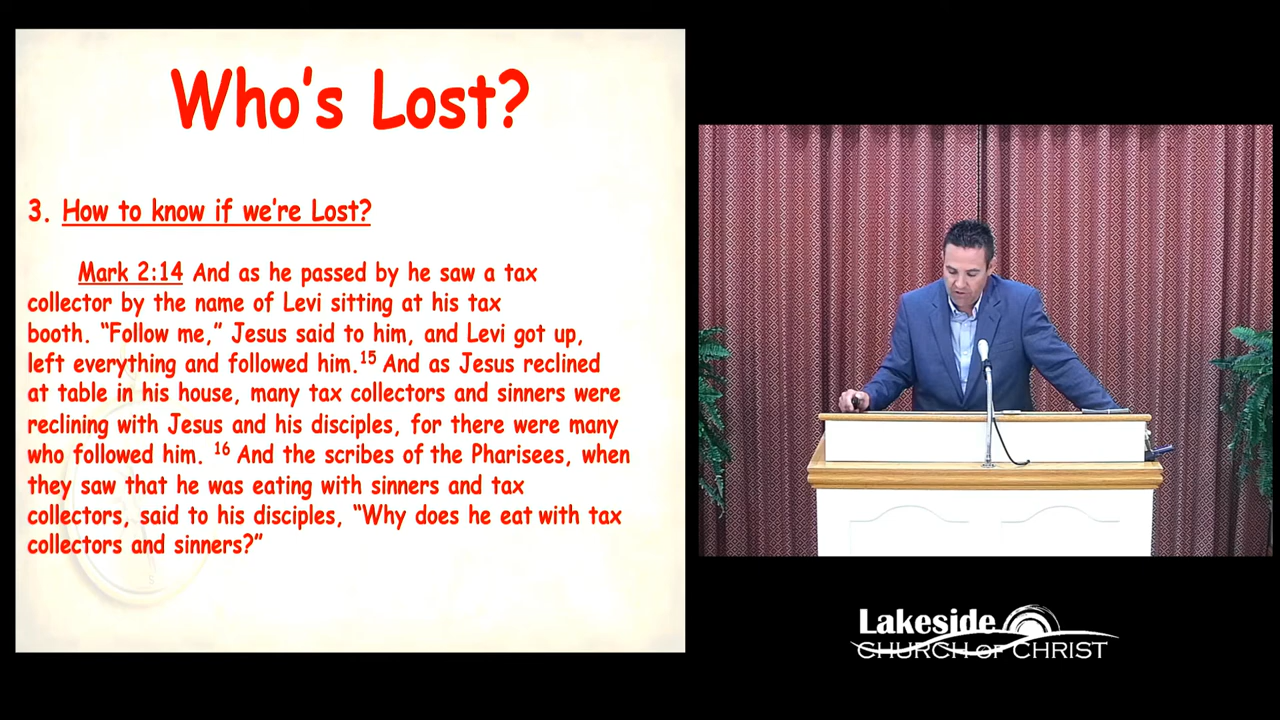 Who's Lost?
3. How to know if we're Lost?
Mark 2:14 And as he passed by he saw a tax
collector by the name of Levi sitting at his tax
booth. “Follow me,” Jesus said to him, and Levi got up,
left everything and followed him.15 And as Jesus reclined
at table in his house, many tax collectors and sinners were
reclining with Jesus and his disciples, for there were many
who followed him. 16 And the scribes of the Pharisees, when
they saw that he was eating with sinners and tax
collectors, said to his disciples, “Why does he eat with tax
collectors and sinners?”
Lakeside
CHURCH OF CHRIST